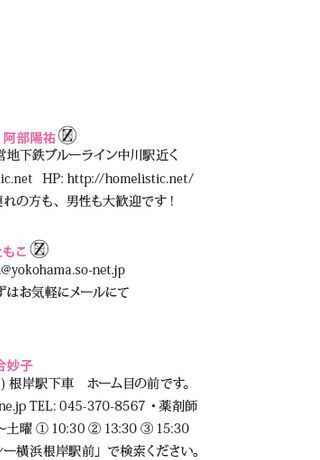 阿部陽祐 Ⓩ
営地下鉄ブルーライン中川駅近く
ic.net HP: http://homelistic.net/
連れの方も、男性も大歓迎です！
ともこ Ⓩ
@yokohama.so-net.jp
ずはお気軽にメールにて
合妙子
) 根岸駅下車　ホーム目の前です。
ne.jp TEL: 045-370-8567・薬剤師
～土曜 ① 10:30 ② 13:30 ③ 15:30
ー横浜根岸駅前」で検索ください。